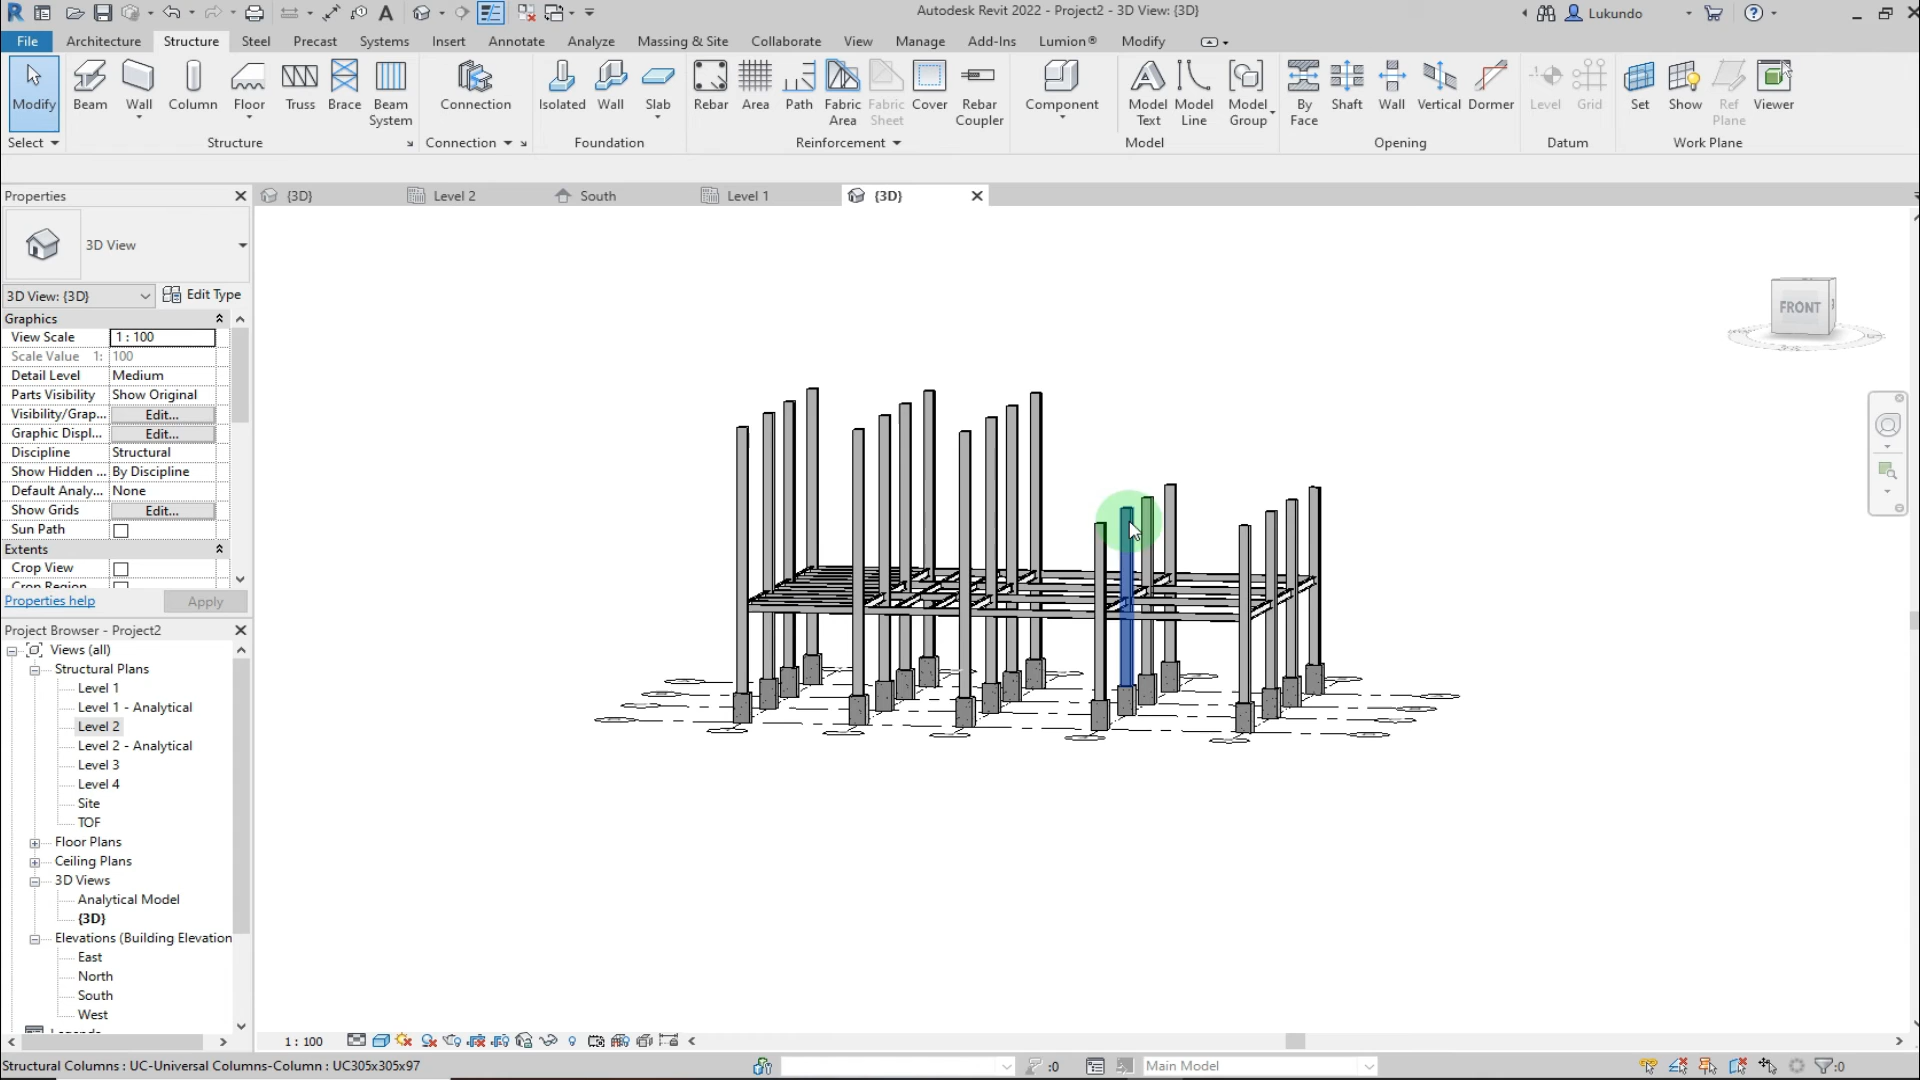 Autodesk Revit 2022 - Project2 - 3D View: {3D}
Lukundo
File Architecture Structure Steel Precast Systems Insert Annotate Analyze Massing & Site Collaborate View Manage Add-Ins Lumion® Modify
Modify Beam Wall Column Floor Truss Brace Beam System Connection Isolated Wall Slab Rebar Area Path Fabric Area Fabric Sheet Cover Rebar Coupler Component Model Text Model Line Model Group By Face Shaft Wall Vertical Dormer Level Grid Set Show Ref Plane Viewer
Select Structure Connection Foundation Reinforcement Model Opening Datum Work Plane
Properties
{3D} Level 2 South Level 1 {3D}
3D View
3D View: {3D} Edit Type
Graphics
View Scale 1 : 100
Scale Value 1: 100
Detail Level Medium
Parts Visibility Show Original
Visibility/Grap... Edit...
Graphic Displ... Edit...
Discipline Structural
Show Hidden ... By Discipline
Default Analy... None
Show Grids Edit...
Sun Path
Extents
Crop View
Crop Region
Properties help Apply
Project Browser - Project2
Views (all)
Structural Plans
Level 1
Level 1 - Analytical
Level 2
Level 2 - Analytical
Level 3
Level 4
Site
TOF
Floor Plans
Ceiling Plans
3D Views
Analytical Model
{3D}
Elevations (Building Elevation
East
North
South
West
Legends
FRONT
1 : 100
Structural Columns : UC-Universal Columns-Column : UC305x305x97
:0
Main Model
:0